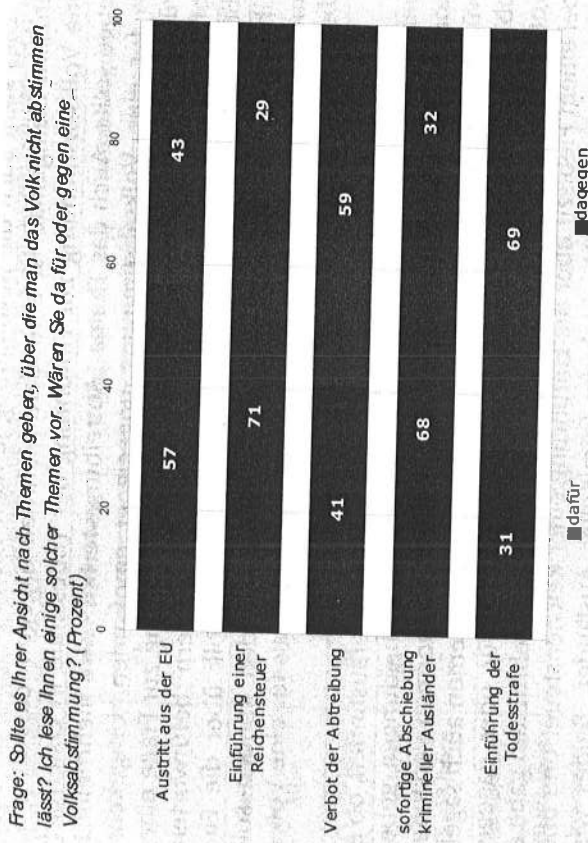 Frage: Sollte es Ihrer Ansicht nach Themen geben, über die man das Volk nicht abstimmen
lässt? Ich lese Ihnen einige solcher Themen vor. Wären Sie da für oder gegen eine
Volksabstimmung? (Prozent)
0 20 40 60 80 100
Austritt aus der EU 57 43
Einführung einer
Reichensteuer 71 29
Verbot der Abtreibung 41 59
sofortige Abschiebung
krimineller Ausländer 68 32
Einführung der
Todesstrafe 31 69
dafür dagegen